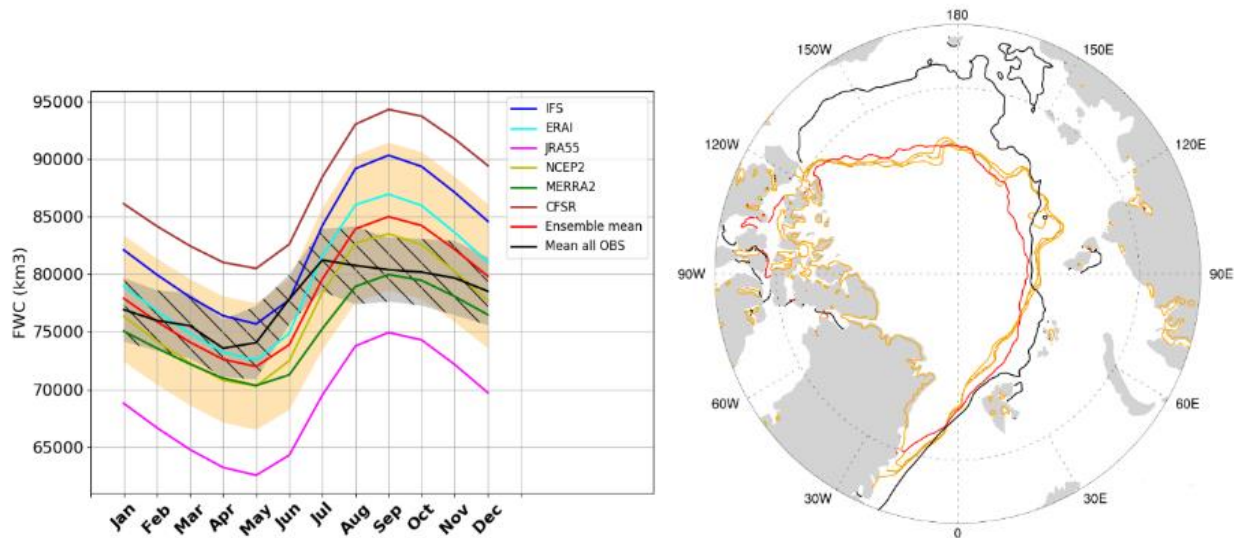 FWC (km3)
95000
90000
85000
80000
75000
70000
65000
Jan
Feb
Mar
Apr
May
Jun
Jul
Aug
Sep
Oct
Nov
Dec
IFS
ERAI
JRA55
NCEP2
MERRA2
CFSR
Ensemble mean
Mean all OBS
180
150W
150E
120W
120E
90W
90E
60W
60E
30W
30E
0